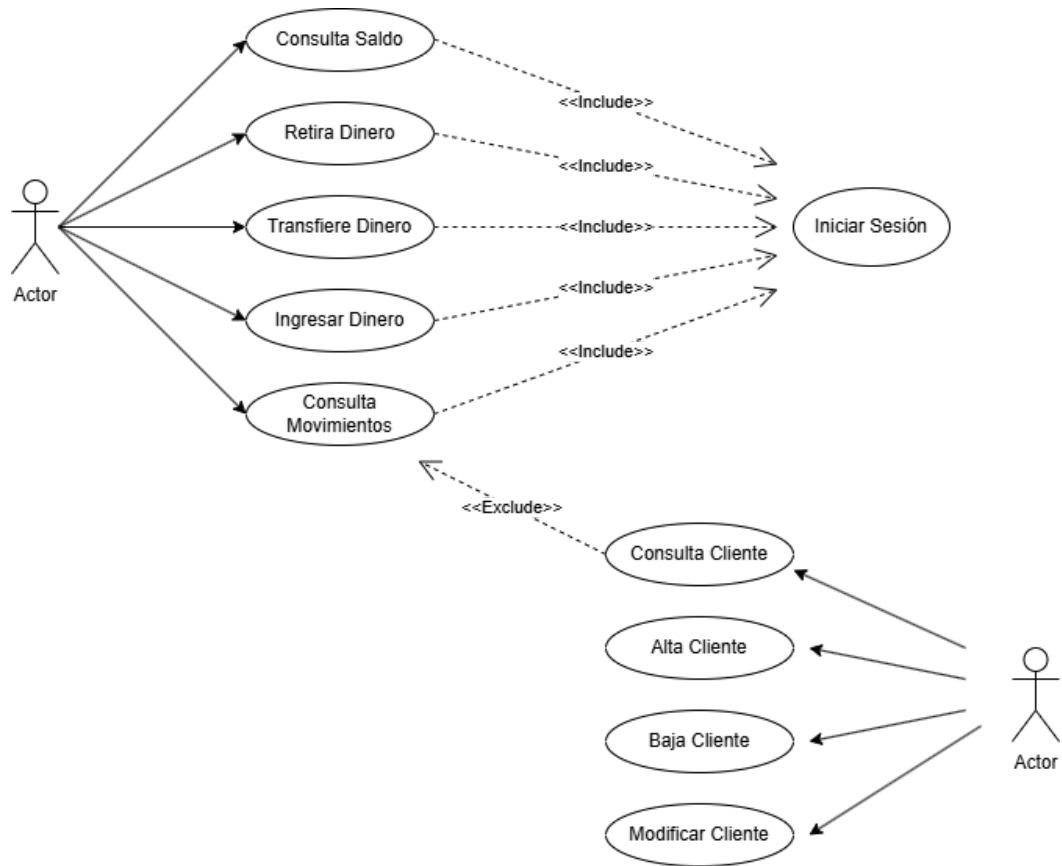 Consulta Saldo
<<Include>>
Retira Dinero
<<Include>>
Transfiere Dinero
<<Include>>
Iniciar Sesión
Actor
<<Include>>
Ingresar Dinero
<<Include>>
Consulta
Movimientos
<<Exclude>>
Consulta Cliente
Alta Cliente
Baja Cliente
Actor
Modificar Cliente